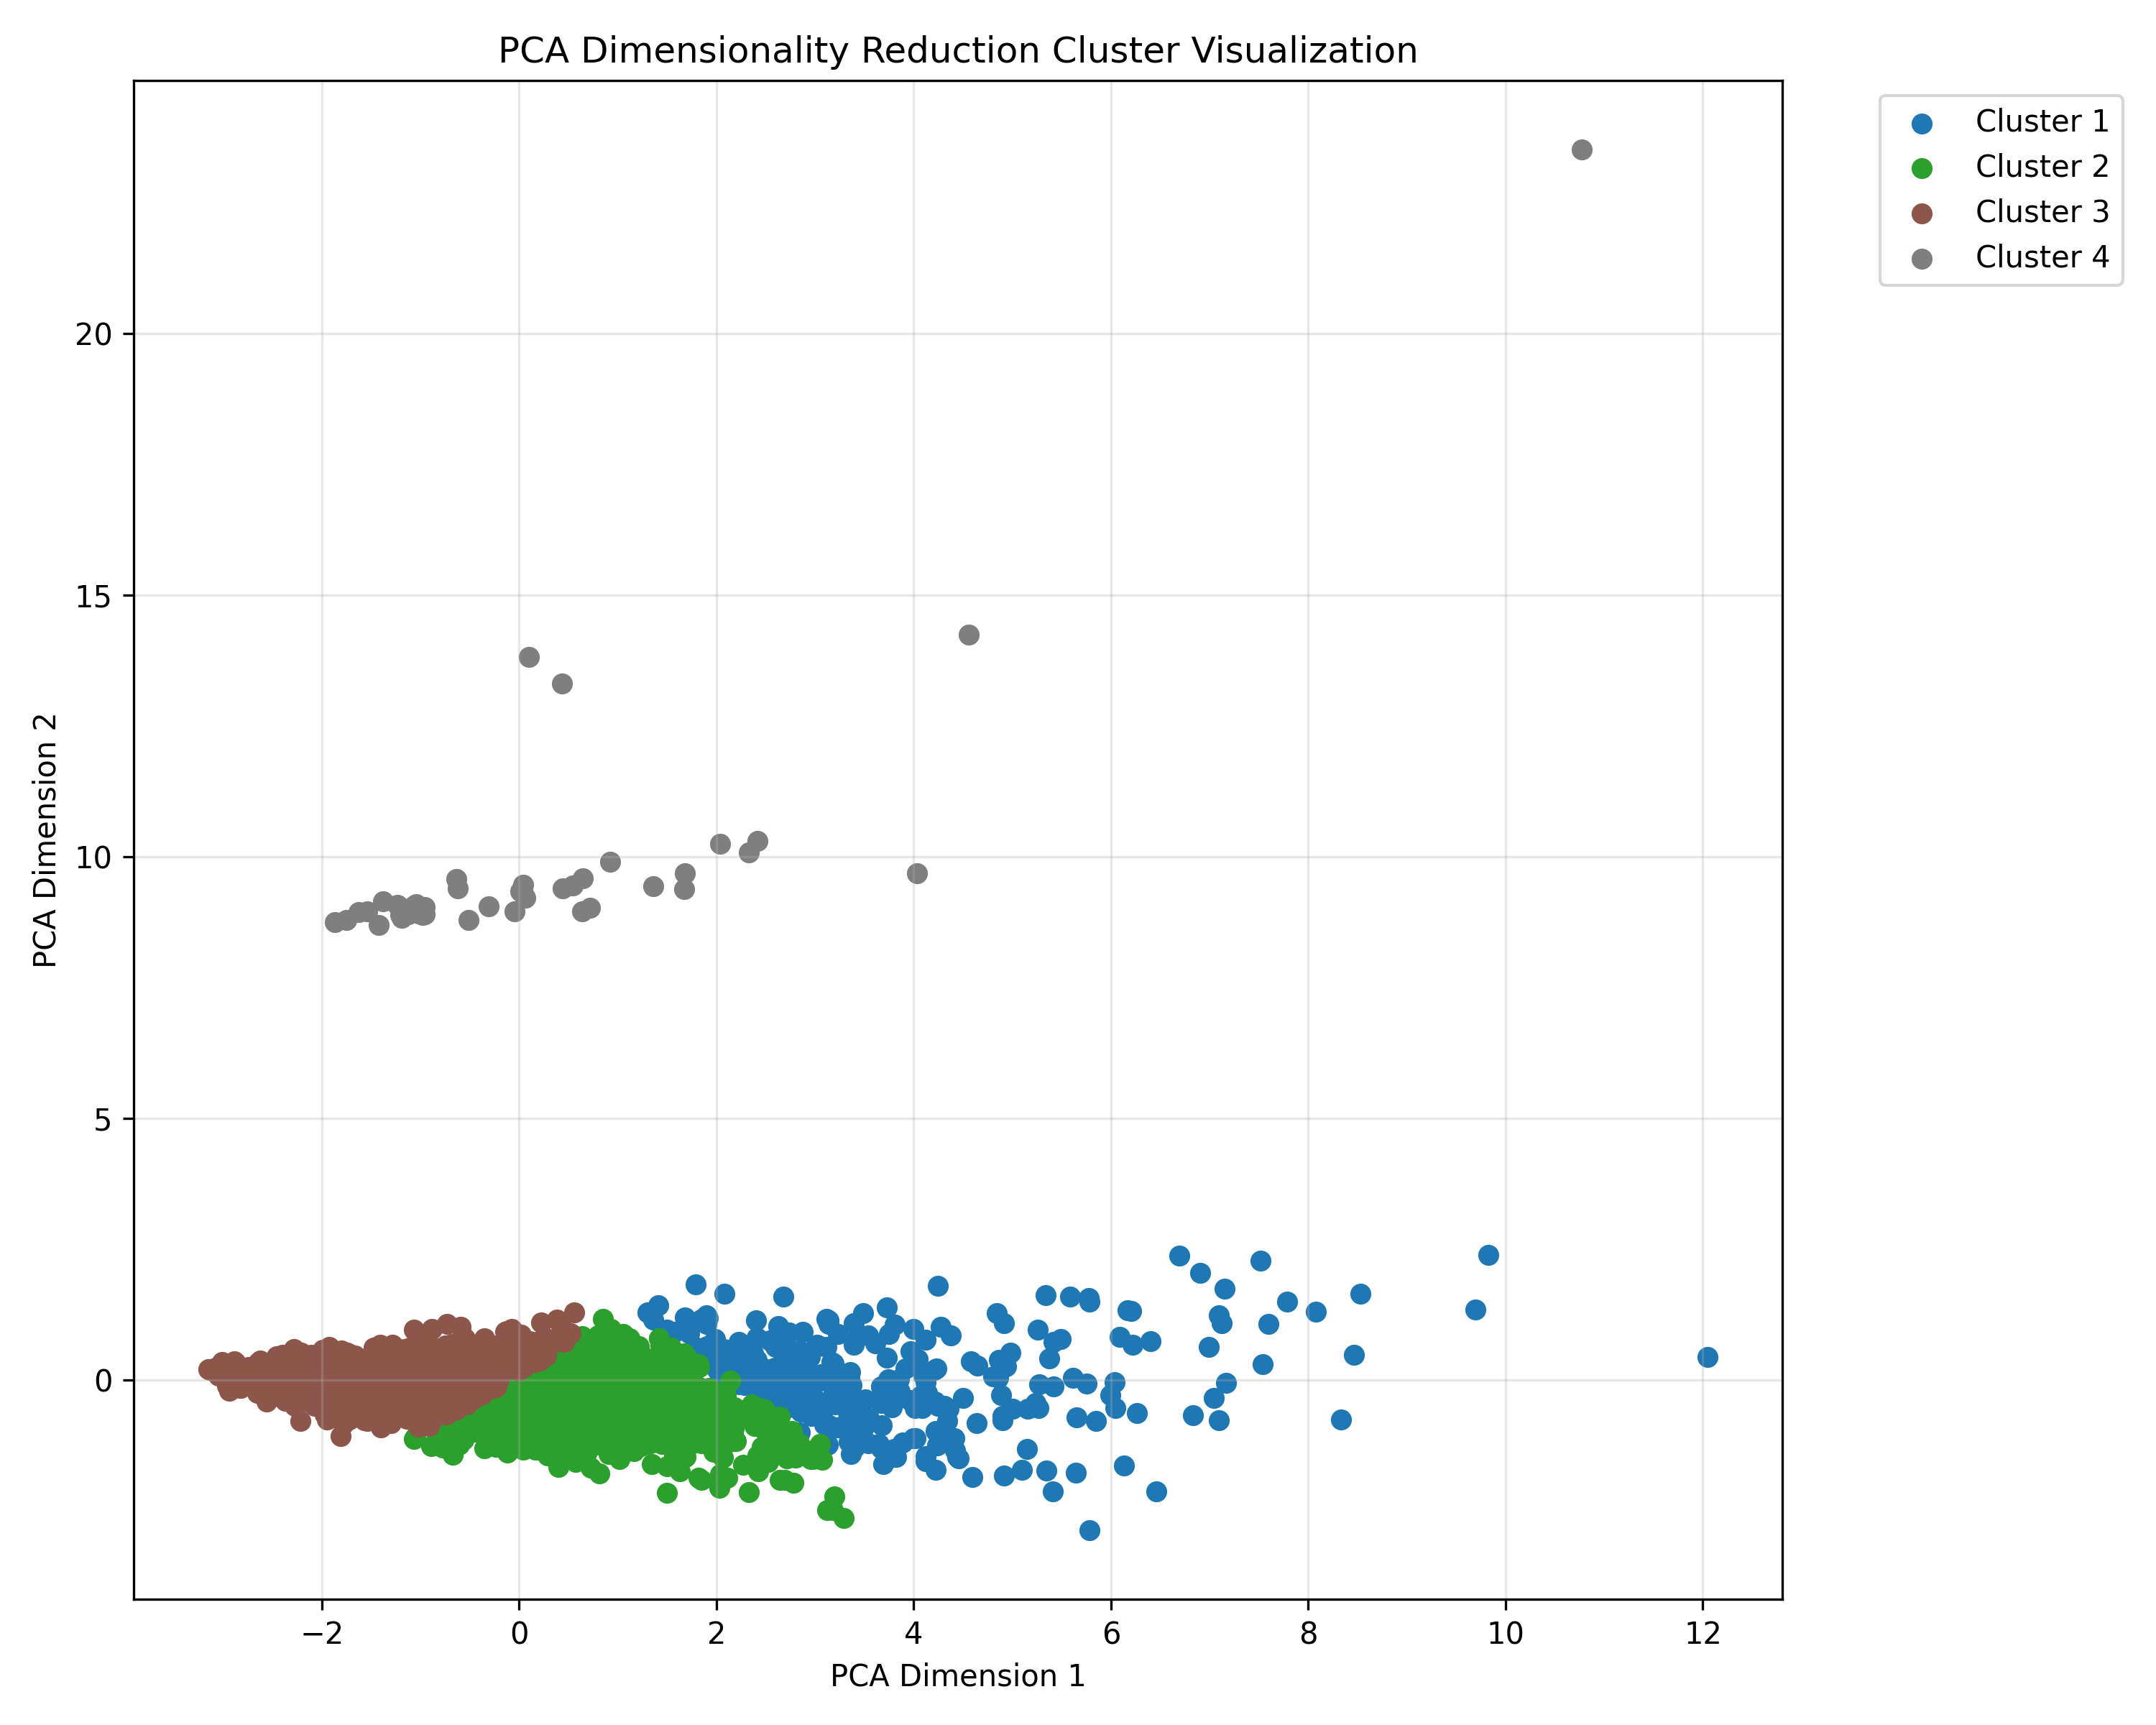 PCA Dimensionality Reduction Cluster Visualization
Cluster 1
Cluster 2
Cluster 3
Cluster 4
PCA Dimension 2
20
15
10
5
0
−2 0 2 4 6 8 10 12
PCA Dimension 1